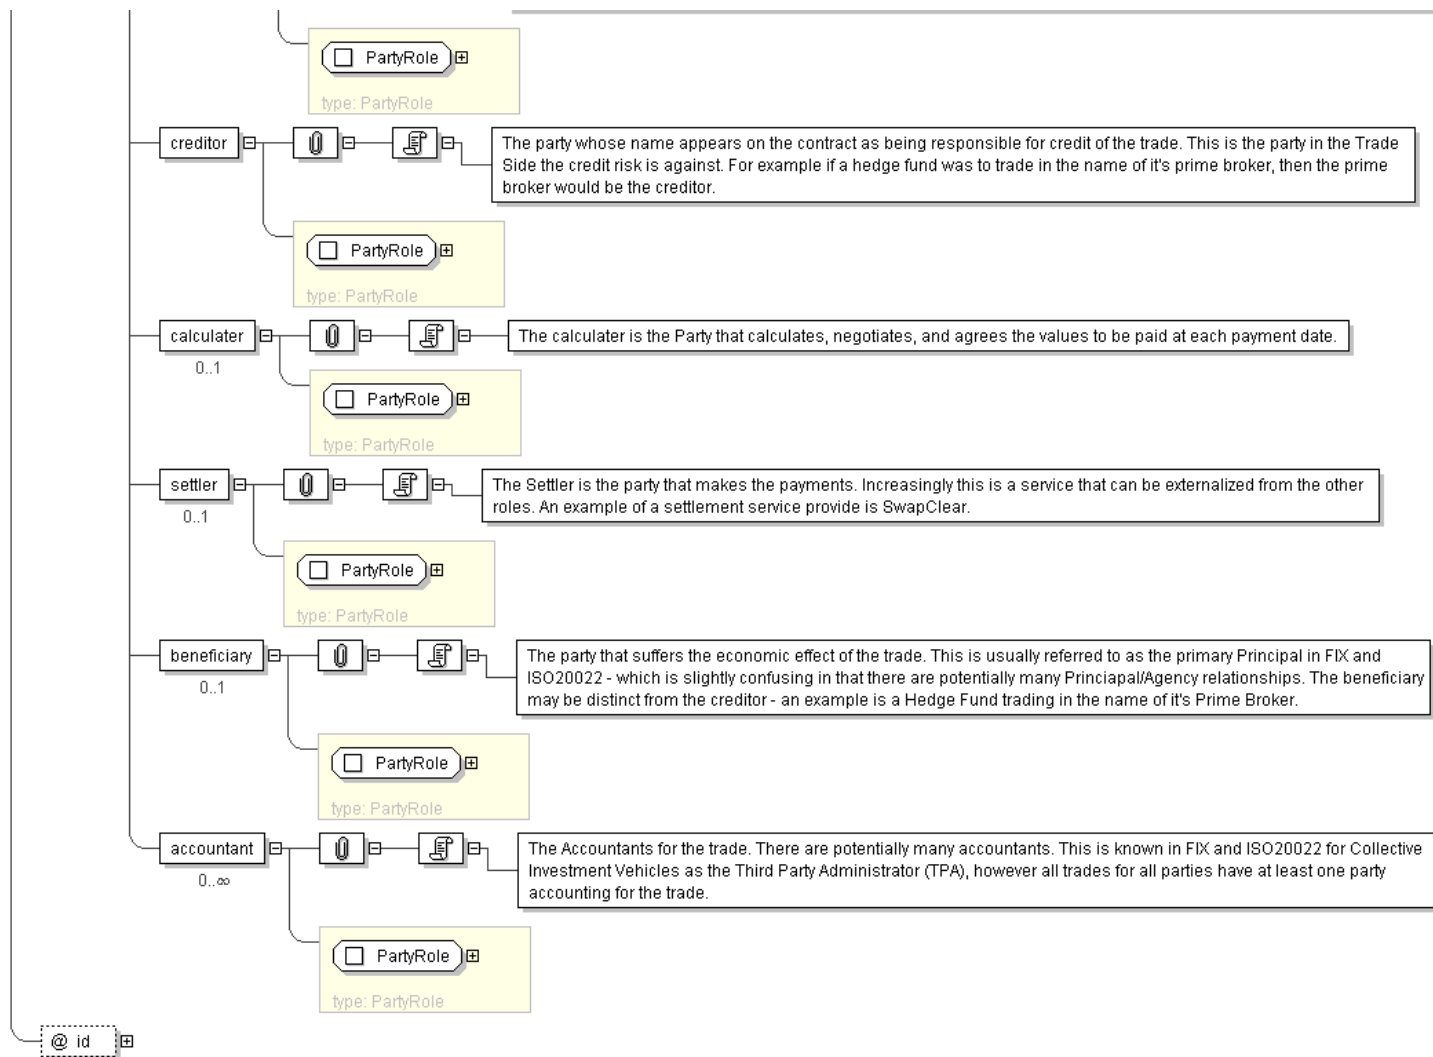 PartyRole
type: PartyRole
creditor
The party whose name appears on the contract as being responsible for credit of the trade. This is the party in the Trade
Side the credit risk is against. For example if a hedge fund was to trade in the name of it's prime broker, then the prime
broker would be the creditor.
PartyRole
type: PartyRole
calculater
0..1
The calculater is the Party that calculates, negotiates, and agrees the values to be paid at each payment date.
PartyRole
type: PartyRole
settler
0..1
The Settler is the party that makes the payments. Increasingly this is a service that can be externalized from the other
roles. An example of a settlement service provide is SwapClear.
PartyRole
type: PartyRole
beneficiary
0..1
The party that suffers the economic effect of the trade. This is usually referred to as the primary Principal in FIX and
ISO20022 - which is slightly confusing in that there are potentially many Princiapal/Agency relationships. The beneficiary
may be distinct from the creditor - an example is a Hedge Fund trading in the name of it's Prime Broker.
PartyRole
type: PartyRole
accountant
0..∞
The Accountants for the trade. There are potentially many accountants. This is known in FIX and ISO20022 for Collective
Investment Vehicles as the Third Party Administrator (TPA), however all trades for all parties have at least one party
accounting for the trade.
PartyRole
type: PartyRole
@ id